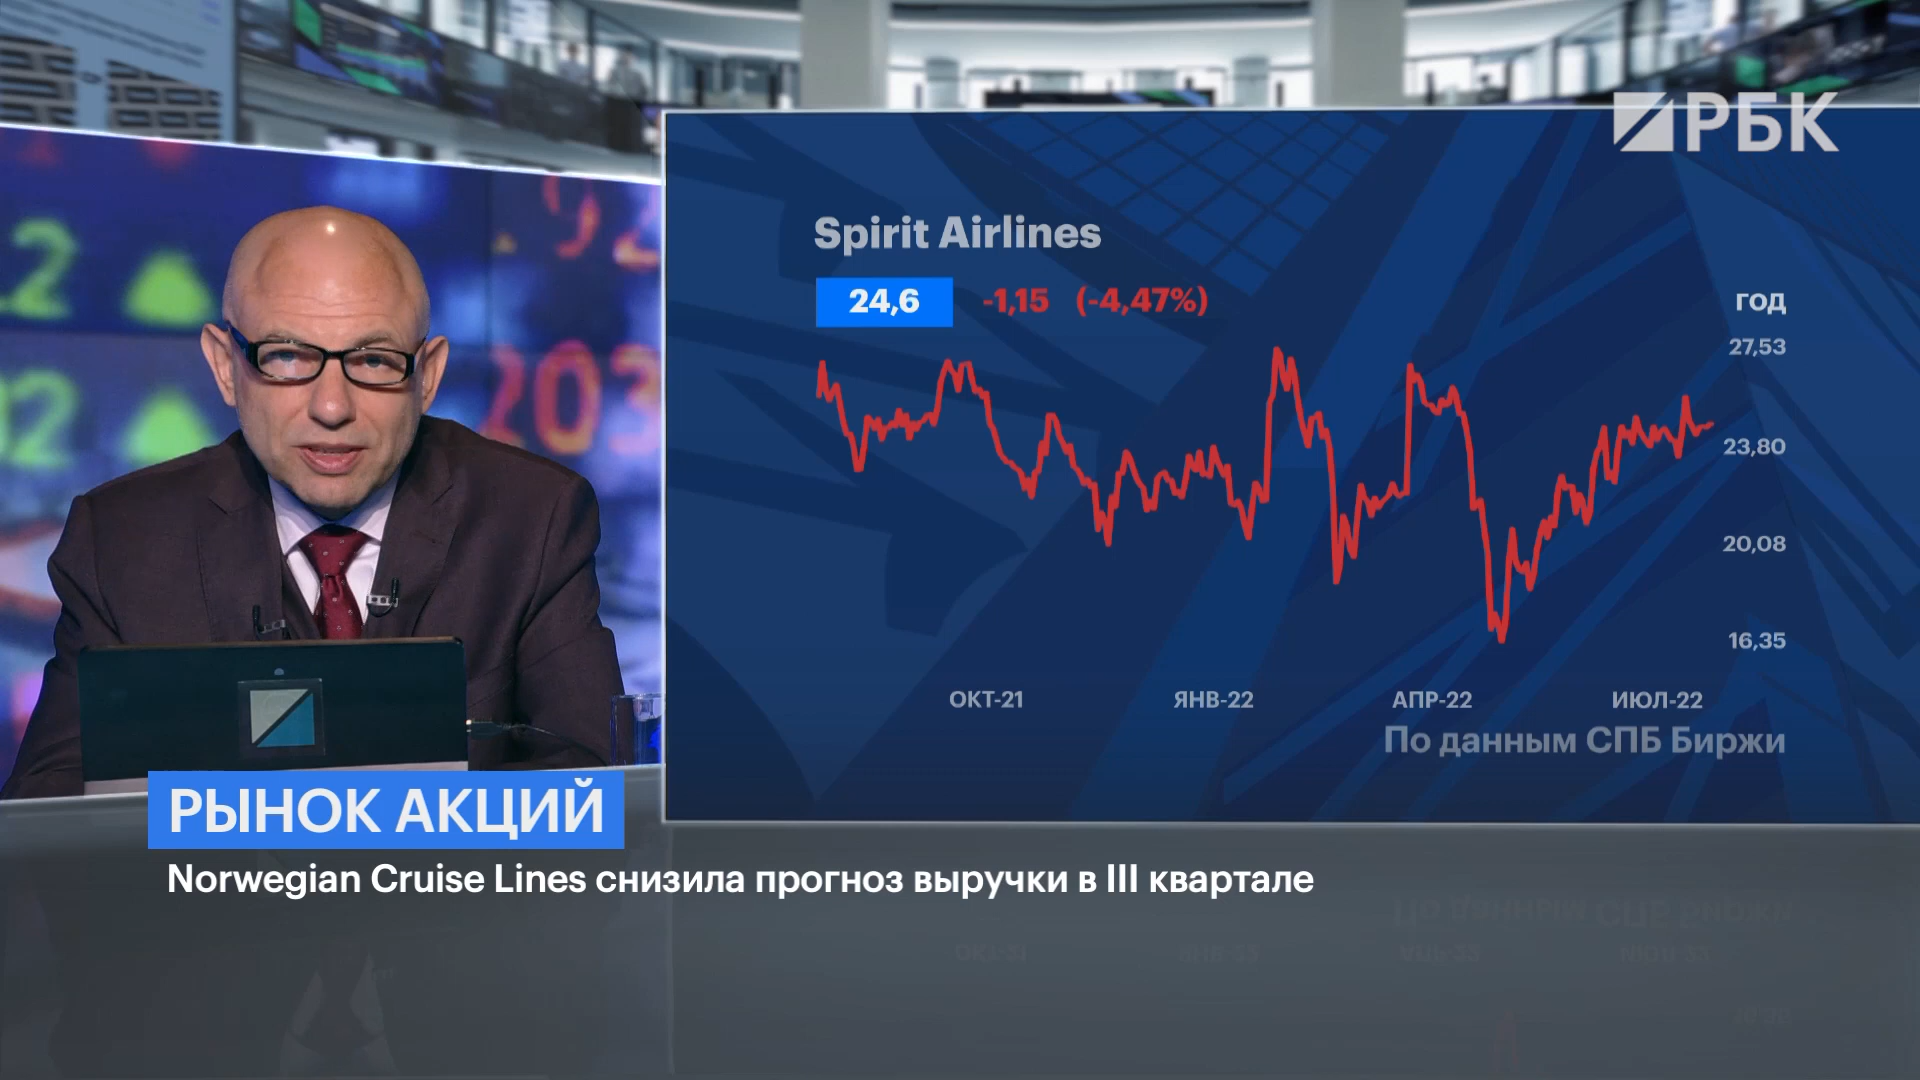 РБК
Spirit Airlines
24,6 -1,15 (-4,47%)
ГОД
27,53
23,80
20,08
16,35
ОКТ-21 ЯНВ-22 АПР-22 ИЮЛ-22
По данным СПБ Биржи
РЫНОК АКЦИЙ
Norwegian Cruise Lines снизила прогноз выручки в III квартале